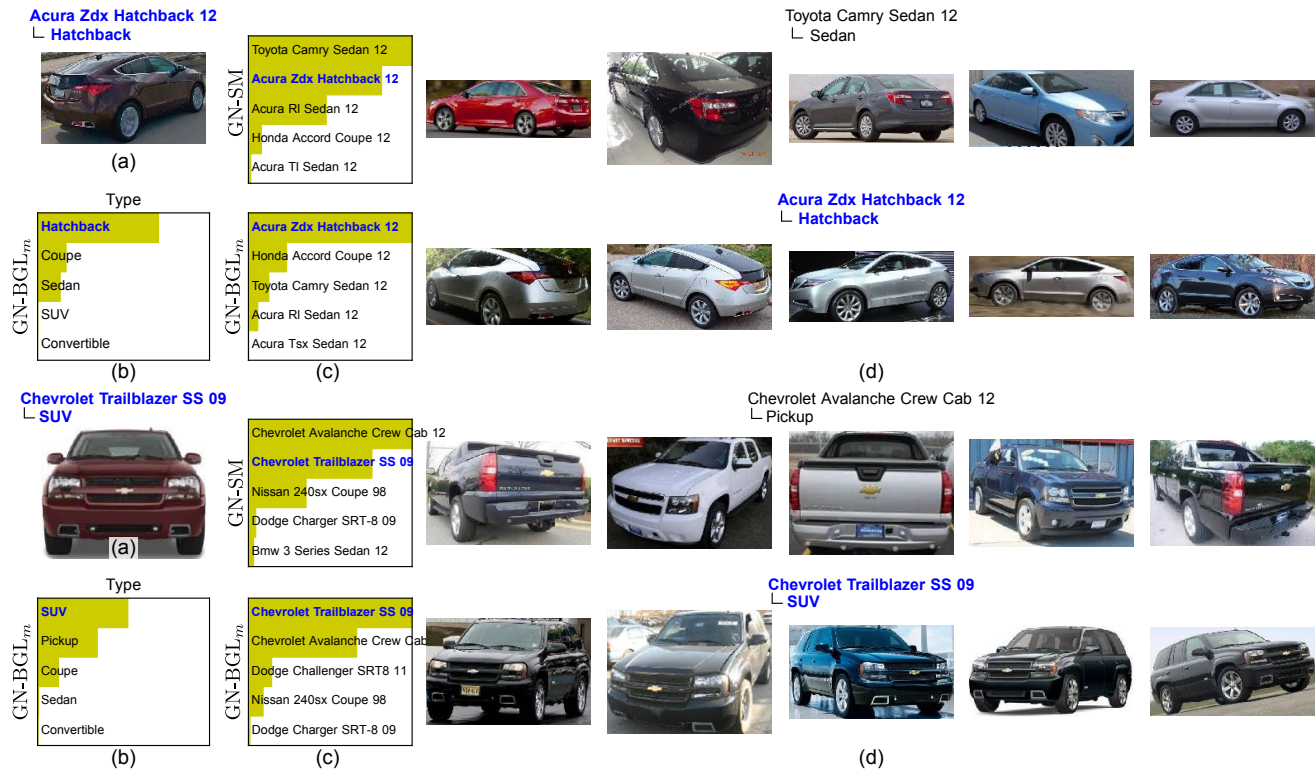 Acura Zdx Hatchback 12
Hatchback
(a)
GN-SM
Toyota Camry Sedan 12
Acura Zdx Hatchback 12
Acura Rl Sedan 12
Honda Accord Coupe 12
Acura Tl Sedan 12
Toyota Camry Sedan 12
Sedan
Type
GN-BGLm
Hatchback
Coupe
Sedan
SUV
Convertible
(b)
GN-BGLm
Acura Zdx Hatchback 12
Honda Accord Coupe 12
Toyota Camry Sedan 12
Acura Rl Sedan 12
Acura Tsx Sedan 12
(c)
Acura Zdx Hatchback 12
Hatchback
(d)
Chevrolet Trailblazer SS 09
SUV
(a)
GN-SM
Chevrolet Avalanche Crew Cab 12
Chevrolet Trailblazer SS 09
Nissan 240sx Coupe 98
Dodge Charger SRT-8 09
Bmw 3 Series Sedan 12
Chevrolet Avalanche Crew Cab 12
Pickup
Type
GN-BGLm
SUV
Pickup
Coupe
Sedan
Convertible
(b)
GN-BGLm
Chevrolet Trailblazer SS 09
Chevrolet Avalanche Crew Cab
Dodge Challenger SRT8 11
Nissan 240sx Coupe 98
Dodge Charger SRT-8 09
(c)
Chevrolet Trailblazer SS 09
SUV
(d)